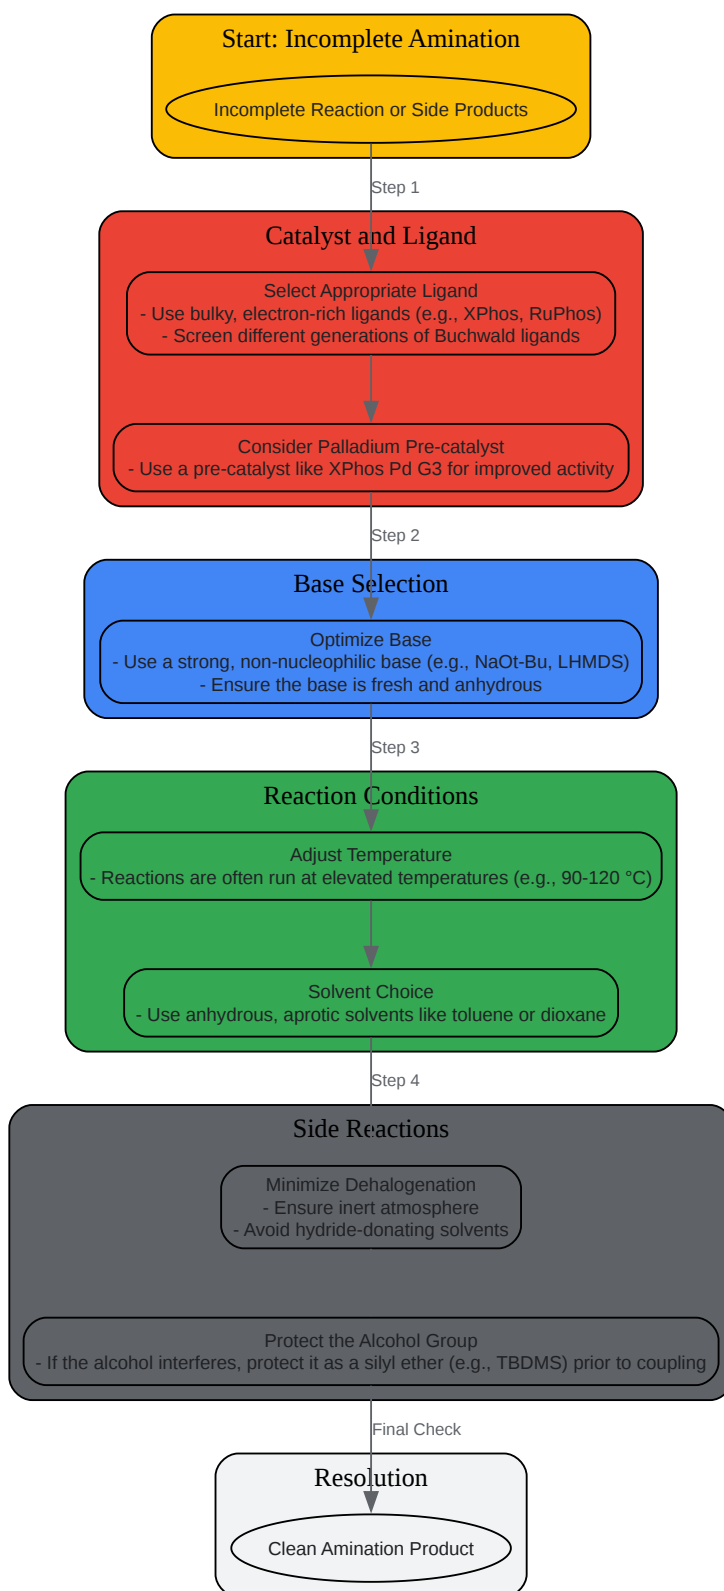 Start: Incomplete Amination
Incomplete Reaction or Side Products
Step 1
Catalyst and Ligand
Select Appropriate Ligand
- Use bulky, electron-rich ligands (e.g., XPhos, RuPhos)
- Screen different generations of Buchwald ligands
Consider Palladium Pre-catalyst
- Use a pre-catalyst like XPhos Pd G3 for improved activity
Step 2
Base Selection
Optimize Base
- Use a strong, non-nucleophilic base (e.g., NaOt-Bu, LHMDS)
- Ensure the base is fresh and anhydrous
Step 3
Reaction Conditions
Adjust Temperature
- Reactions are often run at elevated temperatures (e.g., 90-120 °C)
Solvent Choice
- Use anhydrous, aprotic solvents like toluene or dioxane
Step 4
Side Reactions
Minimize Dehalogenation
- Ensure inert atmosphere
- Avoid hydride-donating solvents
Protect the Alcohol Group
- If the alcohol interferes, protect it as a silyl ether (e.g., TBDMS) prior to coupling
Final Check
Resolution
Clean Amination Product